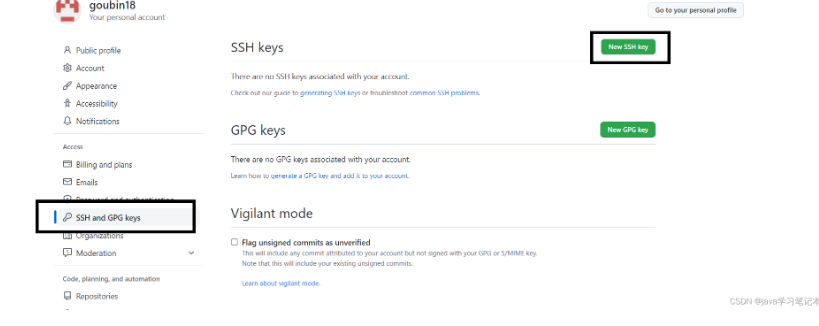 goubin18
Your personal account
Go to your personal profile
Public profile
Account
Appearance
Accessibility
Notifications
Access
Billing and plans
Emails
Password and authentication
SSH and GPG keys
Organizations
Moderation
Code, planning, and automation
Repositories
SSH keys
New SSH key
There are no SSH keys associated with your account.
Check out our guide to generating SSH keys or troubleshoot common SSH problems.
GPG keys
New GPG key
There are no GPG keys associated with your account.
Learn how to generate a GPG key and add it to your account.
Vigilant mode
Flag unsigned commits as unverified
This will include any commit attributed to your account but not signed with your GPG or S/MIME key.
Note that this will include your existing unsigned commits.
Learn about vigilant mode.
CSDN @java学习笔记本